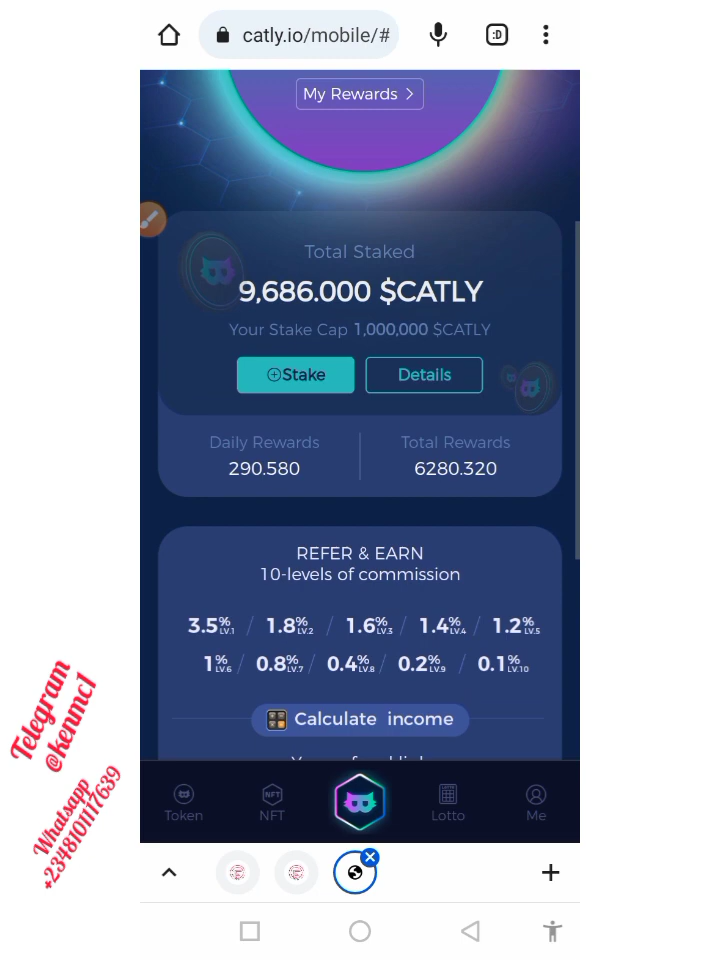 catly.io/mobile/#
:D
My Rewards >
Total Staked
9,686.000 $CATLY
Your Stake Cap 1,000,000 $CATLY
Stake
Details
Daily Rewards
Total Rewards
290.580
6280.320
REFER & EARN
10-levels of commission
3.5% LV.1 / 1.8% LV.2 / 1.6% LV.3 / 1.4% LV.4 / 1.2% LV.5
1% LV.6 / 0.8% LV.7 / 0.4% LV.8 / 0.2% LV.9 / 0.1% LV.10
Calculate income
NFT
LOTTO
Token
NFT
Lotto
Me
Telegram
@kenmc1
Whatsapp
+2348101117639